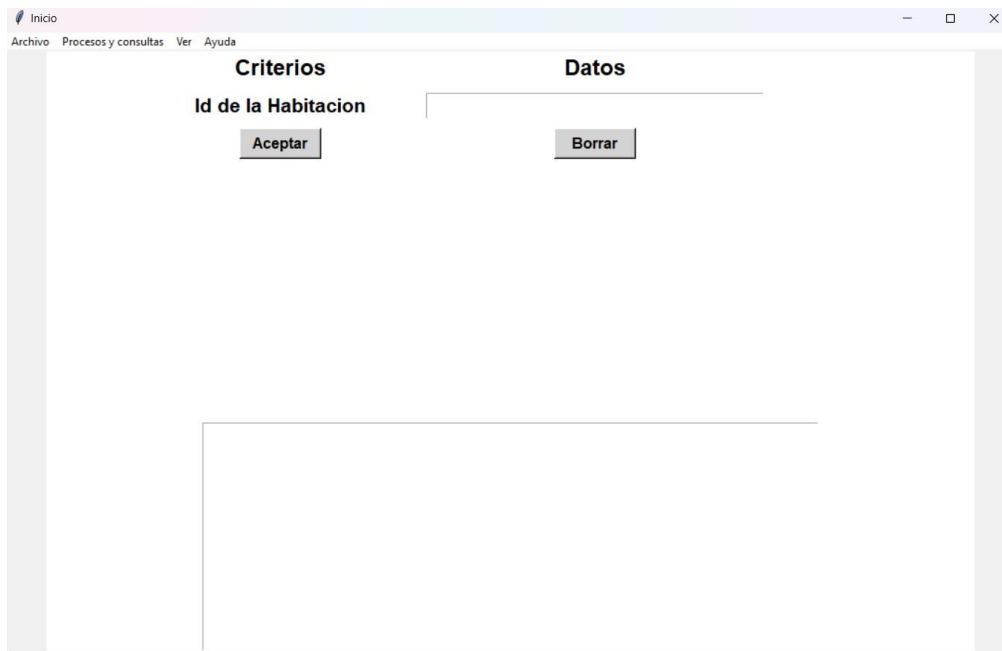 Inicio
Archivo Procesos y consultas Ver Ayuda
Criterios Datos
Id de la Habitacion
Aceptar Borrar